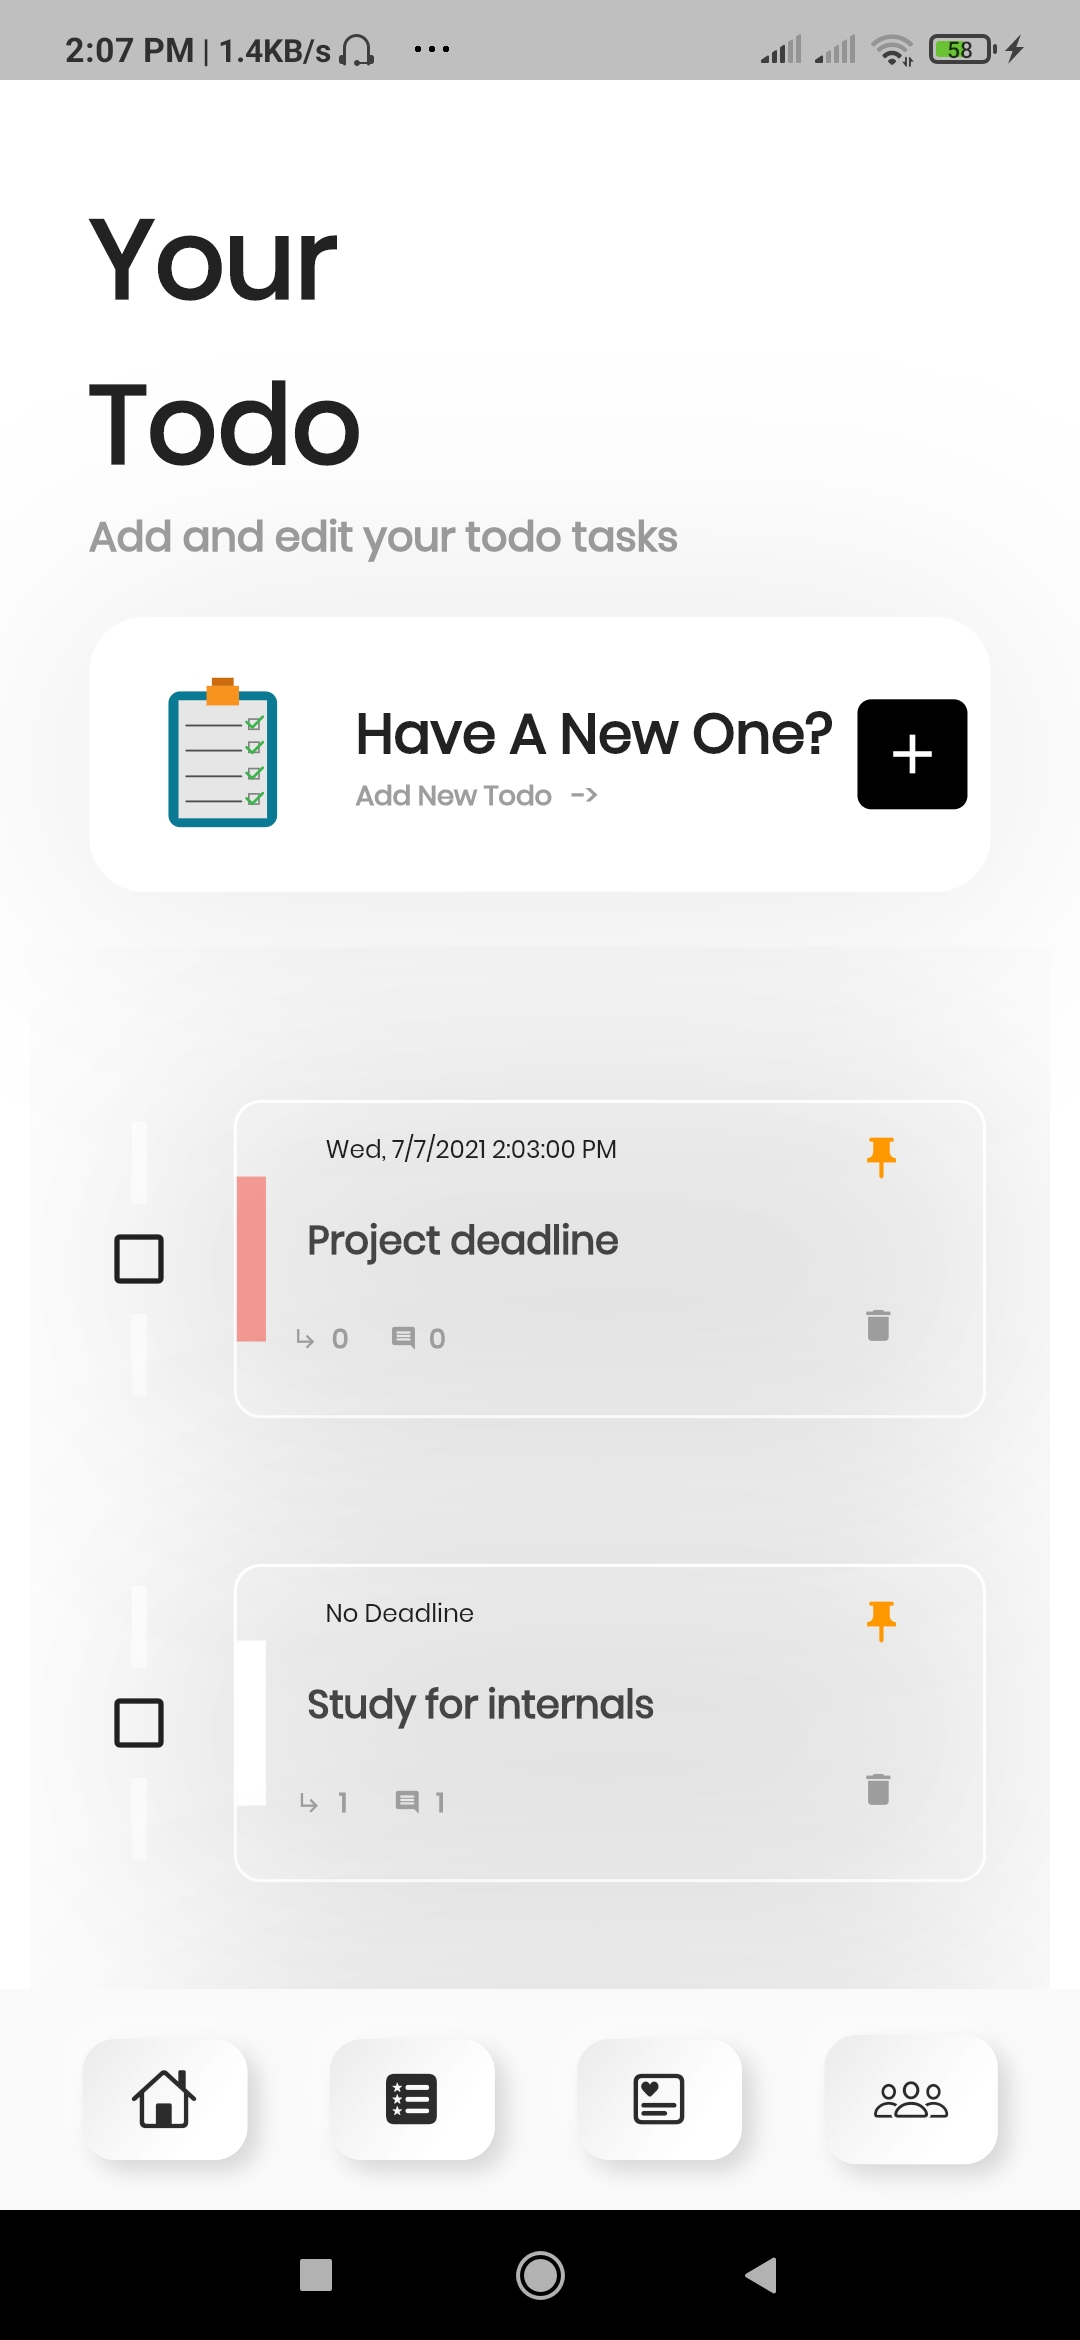 2:07 PM | 1.4KB/s ... 58
Your
Todo
Add and edit your todo tasks
Have A New One?
Add New Todo ->
Wed, 7/7/2021 2:03:00 PM
Project deadline
0 0
No Deadline
Study for internals
1 1